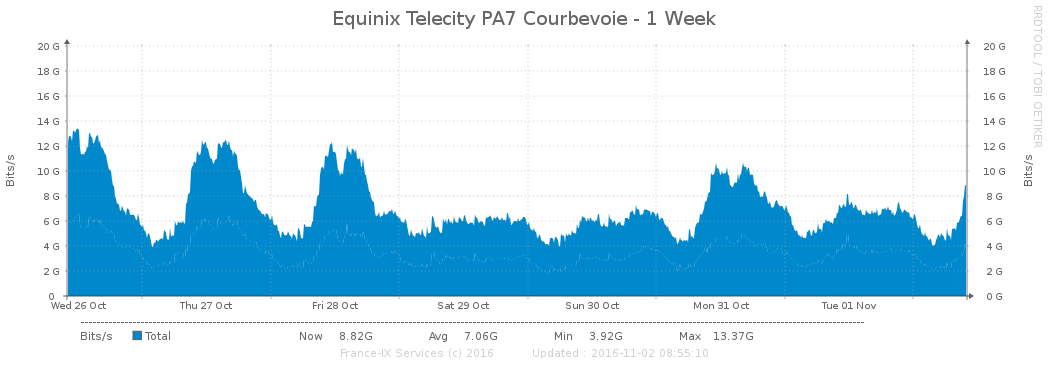 Equinix Telecity PA7 Courbevoie - 1 Week
RRDTOOL / TOBI OETIKER
Bits/s
20 G 20 G
18 G 18 G
16 G 16 G
14 G 14 G
12 G 12 G
10 G 10 G
8 G 8 G
6 G 6 G
4 G 4 G
2 G 2 G
0 0 G
Bits/s
Wed 26 Oct Thu 27 Oct Fri 28 Oct Sat 29 Oct Sun 30 Oct Mon 31 Oct Tue 01 Nov
Bits/s Total Now 8.82G Avg 7.06G Min 3.92G Max 13.37G
France-IX Services (c) 2016 Updated : 2016-11-02 08:55:10